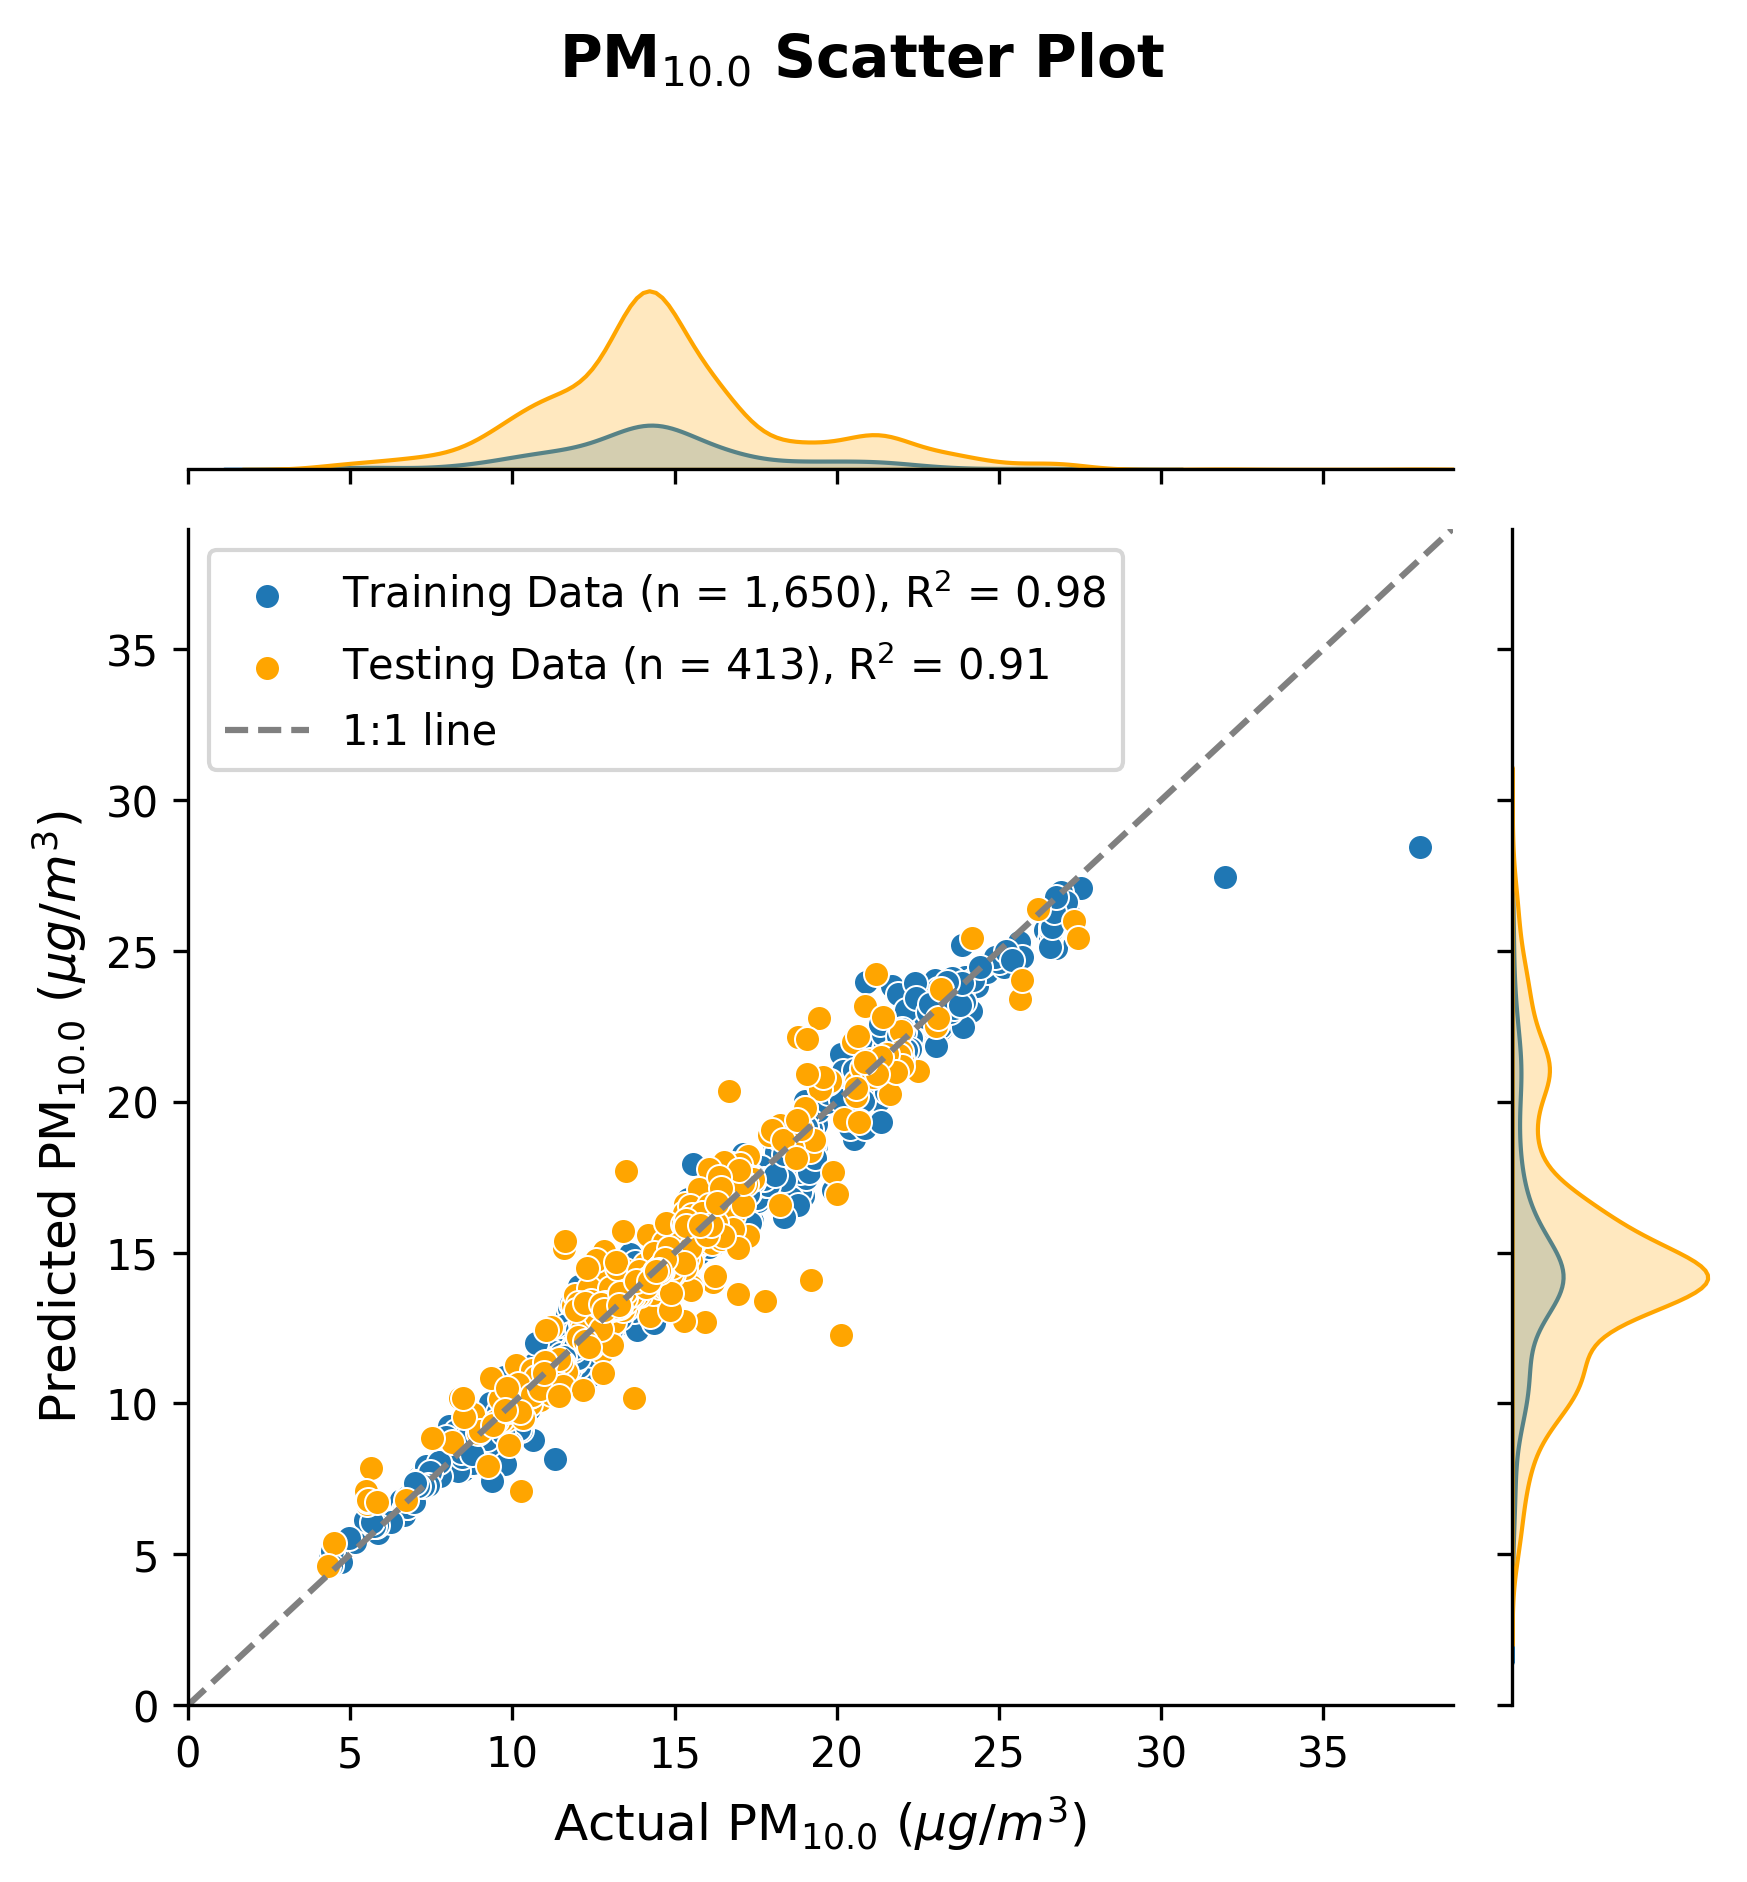 PM10.0 Scatter Plot
Training Data (n = 1,650), R² = 0.98
Testing Data (n = 413), R² = 0.91
1:1 line
35
30
25
20
15
10
5
0
Predicted PM10.0 (μg/m³)
0 5 10 15 20 25 30 35
Actual PM10.0 (μg/m³)